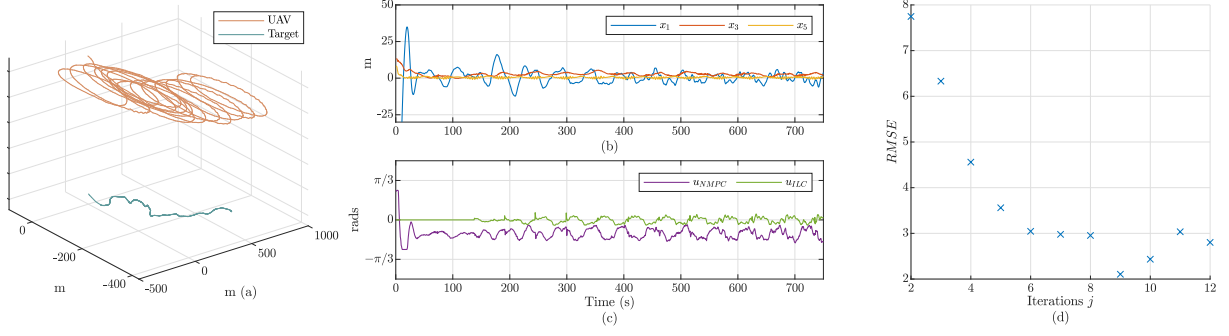 UAV
Target
0
-200
-400
m
-500
0
500
1000
m (a)
50
25
0
-25
m
x₁ x₃ x₅
0 100 200 300 400 500 600 700
(b)
π/3
0
−π/3
rads
u_NMPC u_ILC
0 100 200 300 400 500 600 700
Time (s)
(c)
8
7
6
5
4
3
2
RMSE
2 4 6 8 10 12
Iterations j
(d)